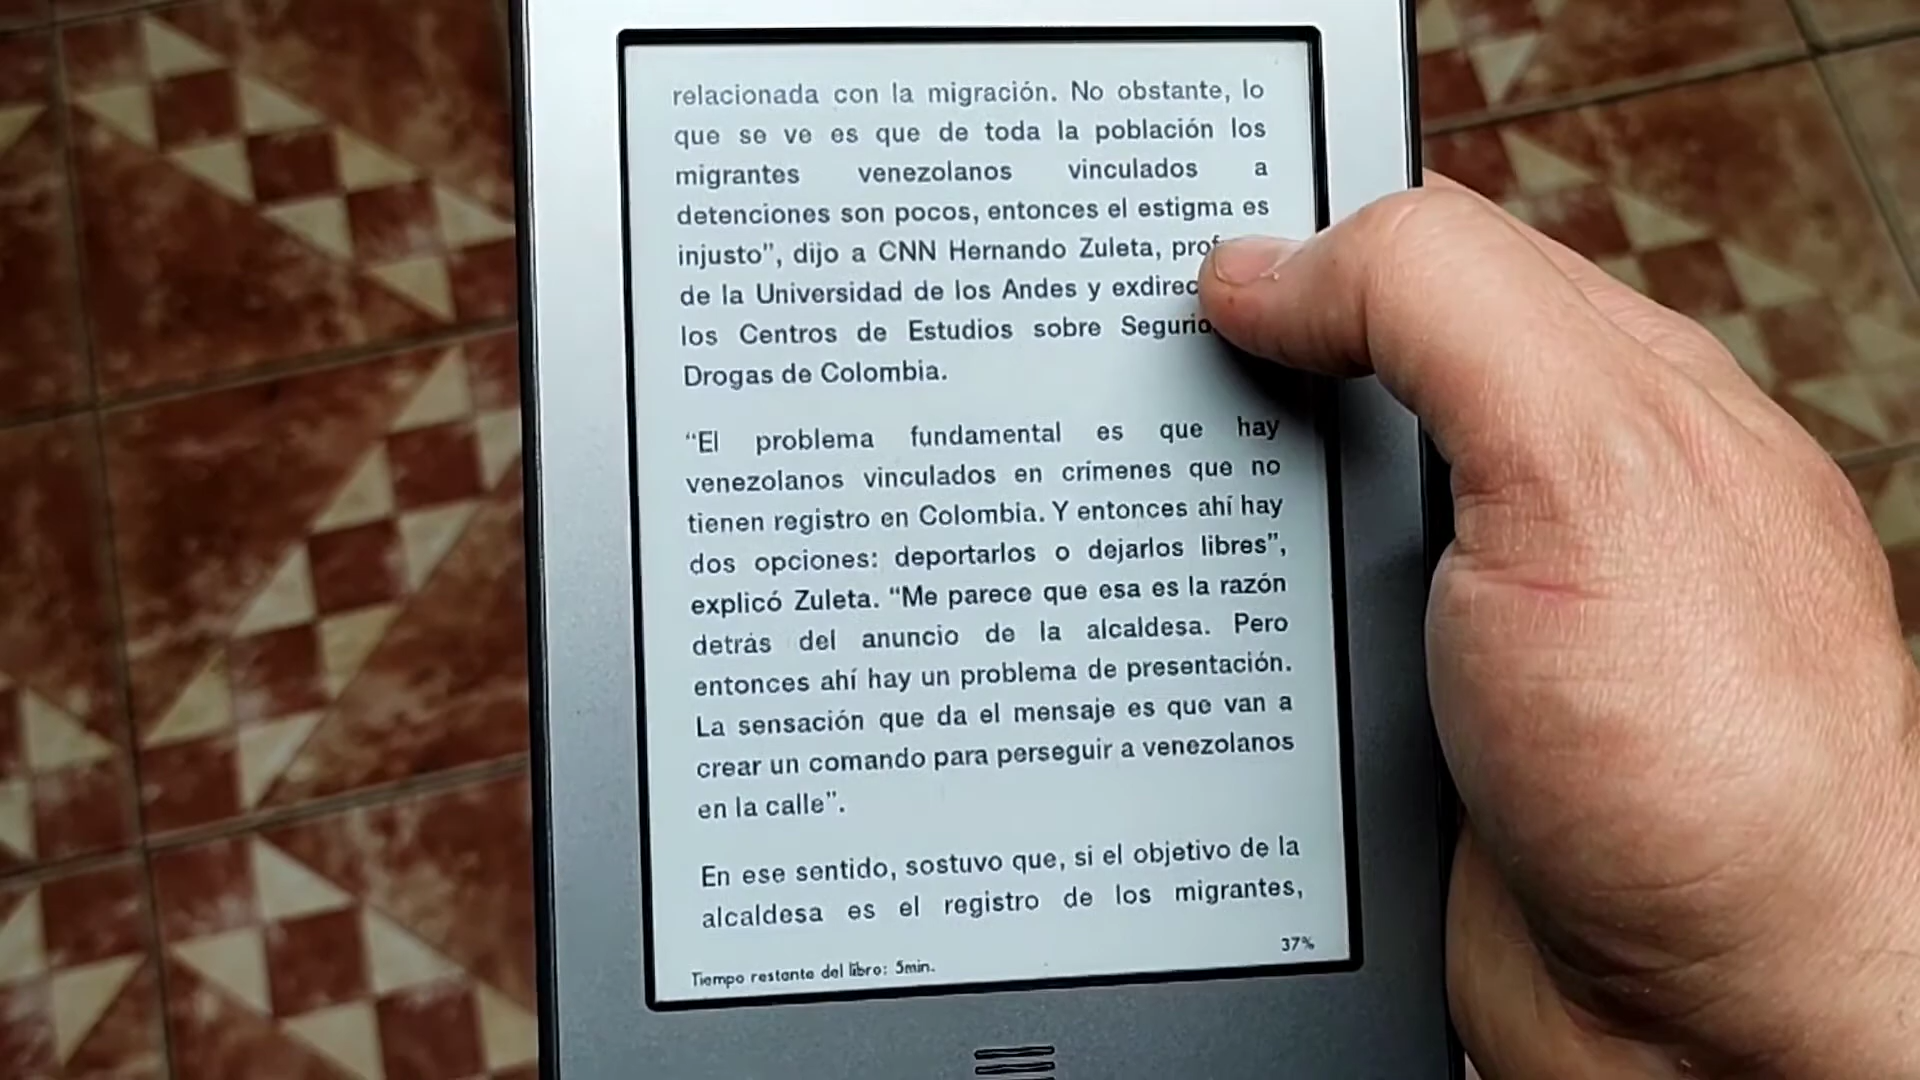 relacionada con la migración. No obstante, lo
que se ve es que de toda la población los
migrantes venezolanos vinculados a
detenciones son pocos, entonces el estigma es
injusto”, dijo a CNN Hernando Zuleta,
de la Universidad de los Andes y
los Centros de Estudios sobre
Drogas de Colombia.
“El problema fundamental es que hay
venezolanos vinculados en crímenes que no
tienen registro en Colombia. Y entonces ahí hay
dos opciones: deportarlos o dejarlos libres”,
explicó Zuleta. “Me parece que esa es la razón
detrás del anuncio de la alcaldesa. Pero
entonces ahí hay un problema de presentación.
La sensación que da el mensaje es que van a
crear un comando para perseguir a venezolanos
en la calle”.
En ese sentido, sostuvo que, si el objetivo de la
alcaldesa es el registro de los migrantes,
Tiempo restante del libro: 5min.
37%